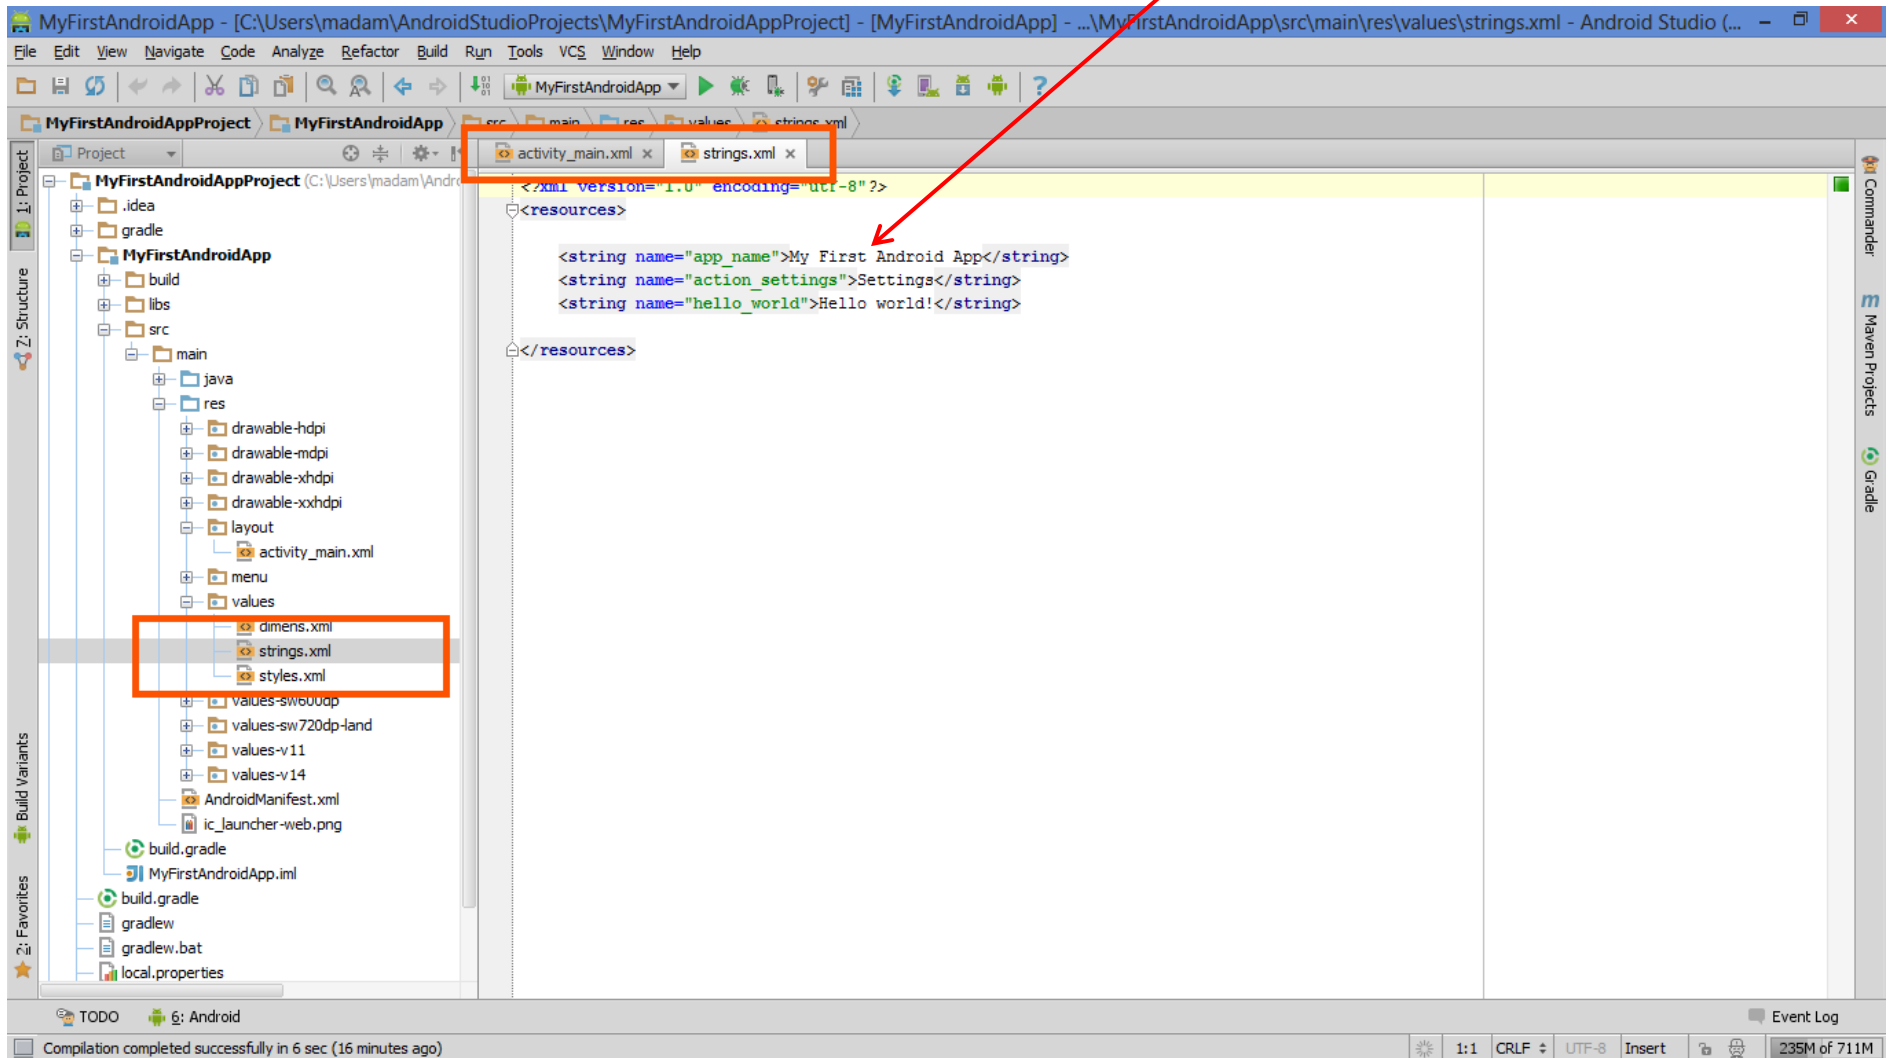 MyFirstAndroidApp - [C:\Users\madam\AndroidStudioProjects\MyFirstAndroidAppProject] - [MyFirstAndroidApp] - ...\MyFirstAndroidApp\src\main\res\values\strings.xml - Android Studio (...
File Edit View Navigate Code Analyze Refactor Build Run Tools VCS Window Help
MyFirstAndroidApp
MyFirstAndroidAppProject MyFirstAndroidApp src main res values strings.xml
1: Project
Z: Structure
Build Variants
2: Favorites
Project
MyFirstAndroidAppProject (C:\Users\madam\Andro
.idea
gradle
MyFirstAndroidApp
build
libs
src
main
java
res
drawable-hdpi
drawable-mdpi
drawable-xhdpi
drawable-xxhdpi
layout
activity_main.xml
menu
values
dimens.xml
strings.xml
styles.xml
values-sw600dp
values-sw720dp-land
values-v11
values-v14
AndroidManifest.xml
ic_launcher-web.png
build.gradle
MyFirstAndroidApp.iml
build.gradle
gradlew
gradlew.bat
local.properties
activity_main.xml strings.xml
<?xml version="1.0" encoding="utf-8"?>
<resources>
<string name="app_name">My First Android App</string>
<string name="action_settings">Settings</string>
<string name="hello_world">Hello world!</string>
</resources>
Commander
m Maven Projects
Gradle
TODO 6: Android Event Log
Compilation completed successfully in 6 sec (16 minutes ago) 1:1 CRLF UTF-8 Insert 235M of 711M